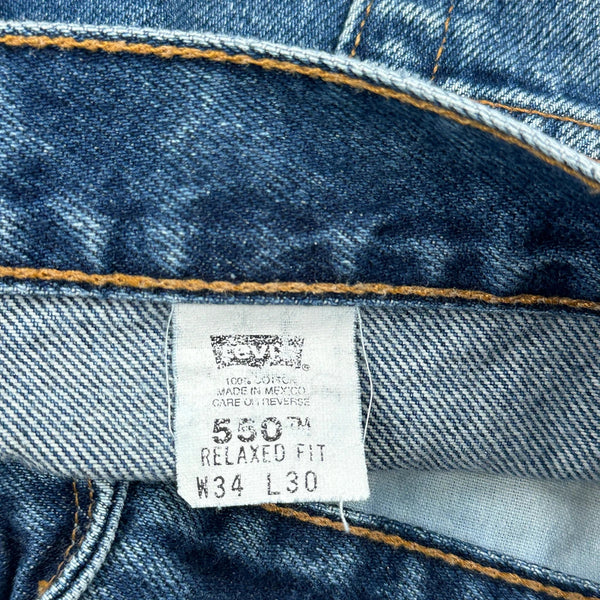 Levi's®
100% COTTON
MADE IN MEXICO
CARE ON REVERSE
550™
RELAXED FIT
W34 L30